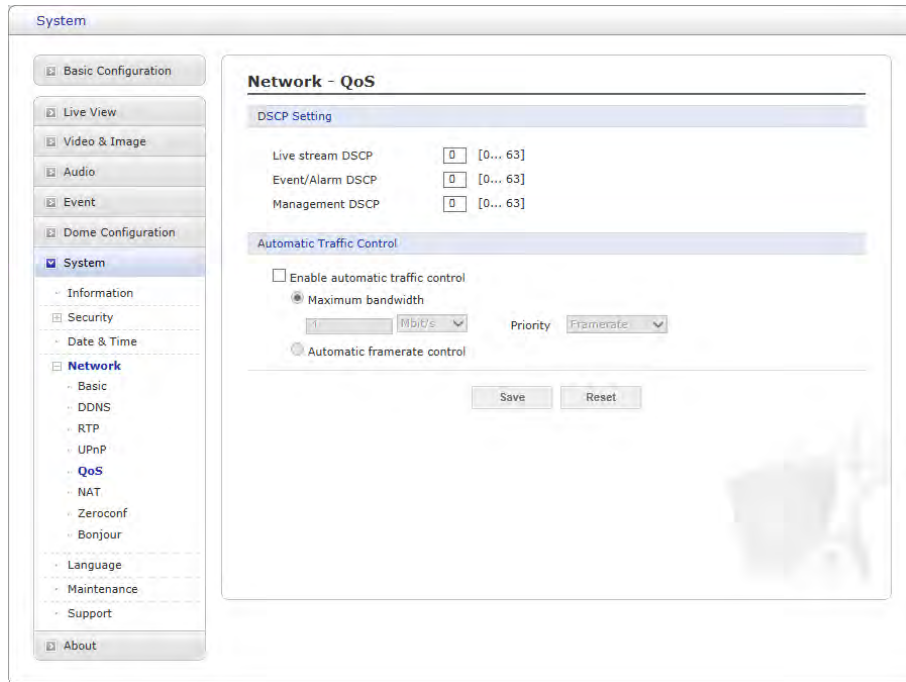 System
Basic Configuration
Live View
Video & Image
Audio
Event
Dome Configuration
System
Information
Security
Date & Time
Network
Basic
DDNS
RTP
UPnP
QoS
NAT
Zeroconf
Bonjour
Language
Maintenance
Support
About
Network - QoS
DSCP Setting
Live stream DSCP 0 [0... 63]
Event/Alarm DSCP 0 [0... 63]
Management DSCP 0 [0... 63]
Automatic Traffic Control
Enable automatic traffic control
Maximum bandwidth
Mbit/s Priority Framerate
Automatic framerate control
Save Reset